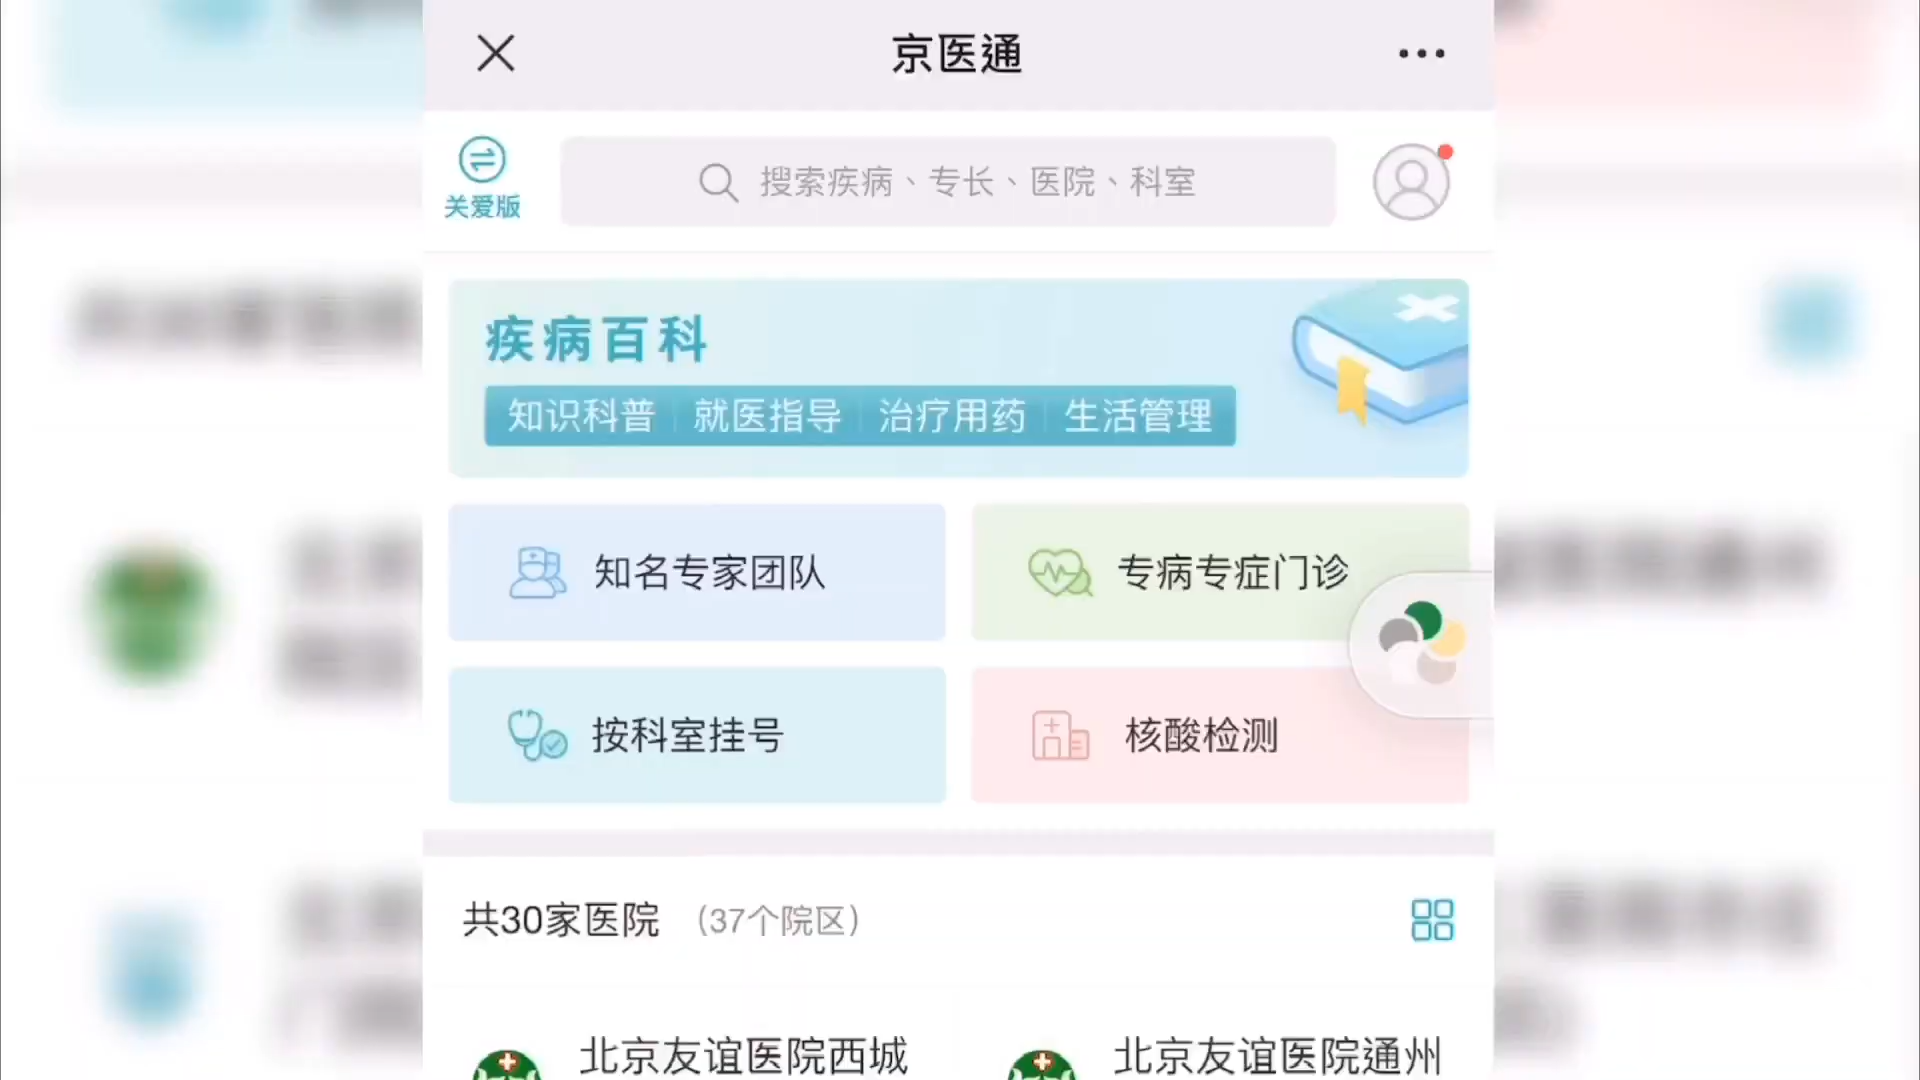 京医通
关爱版
搜索疾病、专长、医院、科室
疾病百科
知识科普 就医指导 治疗用药 生活管理
知名专家团队
专病专症门诊
按科室挂号
核酸检测
共30家医院 (37个院区)
北京友谊医院西城
北京友谊医院通州